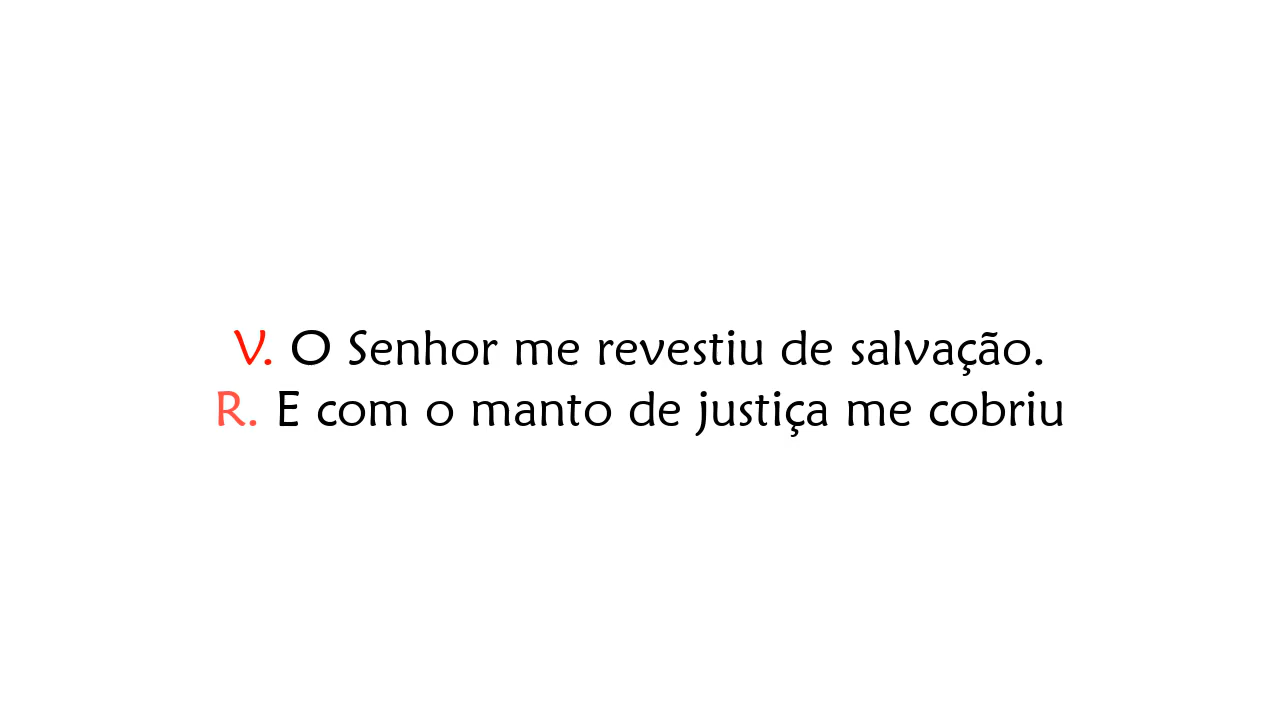 V. O Senhor me revestiu de salvação.
R. E com o manto de justiça me cobriu